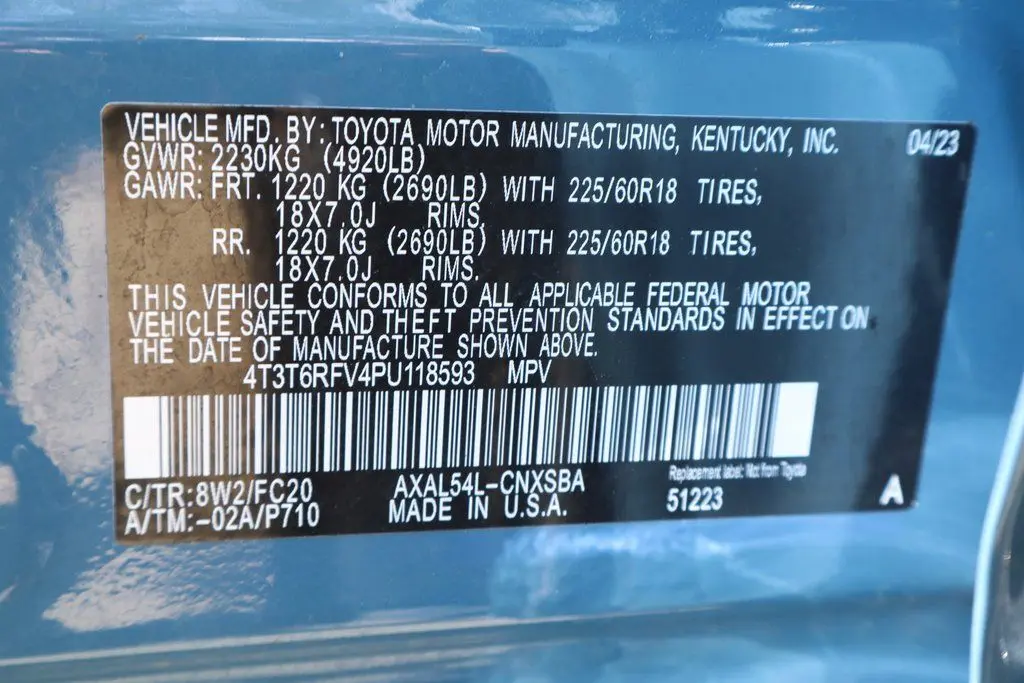 VEHICLE MFD. BY: TOYOTA MOTOR MANUFACTURING, KENTUCKY, INC. 04/23
GVWR: 2230KG (4920LB)
GAWR: FRT. 1220 KG (2690LB) WITH 225/60R18 TIRES,
18X7.0J RIMS,
RR. 1220 KG (2690LB) WITH 225/60R18 TIRES,
18X7.0J RIMS.
THIS VEHICLE CONFORMS TO ALL APPLICABLE FEDERAL MOTOR
VEHICLE SAFETY AND THEFT PREVENTION STANDARDS IN EFFECT ON
THE DATE OF MANUFACTURE SHOWN ABOVE.
4T3T6RFV4PU118593 MPV
Replacement label: Not from Toyota
C/TR:8W2/FC20 AXAL54L-CNXSBA 51223 A
A/TM:-02A/P710 MADE IN U.S.A.